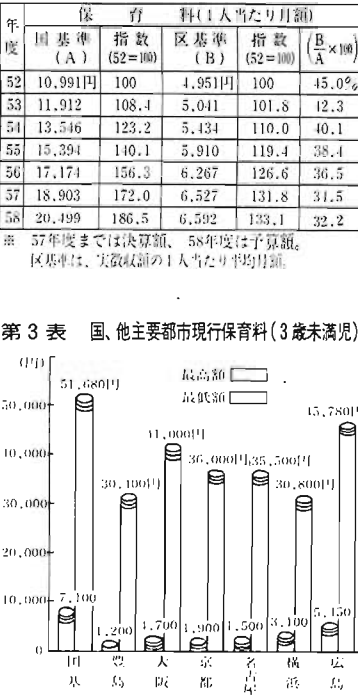 年度 保育料(1人当たり月額)
国基準(A) 指数(52=100) 区基準(B) 指数(52=100) (B/A×100)
52 10,991円 100 4,951円 100 45.0%
53 11,912 108.4 5,041 101.8 42.3
54 13,546 123.2 5,434 110.0 40.1
55 15,394 140.1 5,910 119.4 38.4
56 17,174 156.3 6,267 126.6 36.5
57 18,903 172.0 6,527 131.8 34.5
58 20,499 186.5 6,592 133.1 32.2
※ 57年度までは決算額、58年度は予算額。
区基準は、実徴収額の1人当たり平均月額。
第3表 国、他主要都市現行保育料(3歳未満児)
(円)
最高額
最低額
51,680円
30,400円
41,000円
36,000円
35,500円
30,800円
45,780円
50,000
40,000
30,000
20,000
10,000
0
7,100
1,200
4,700
4,900
4,500
3,100
5,450
国基 豊島 大阪 京都 名古屋 横浜 広島